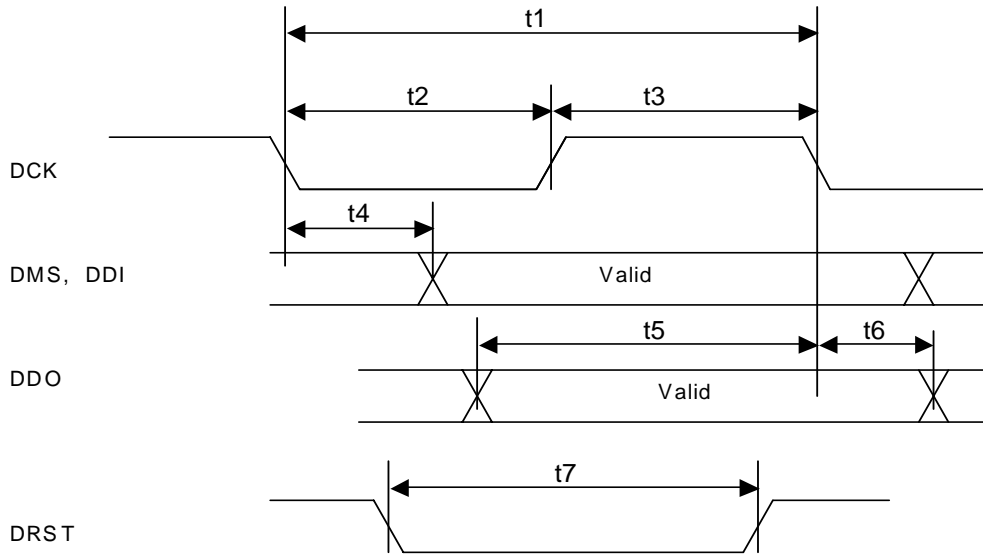 t1
t2
t3
DCK
t4
DMS, DDI
Valid
t5
t6
DDO
Valid
t7
DRST